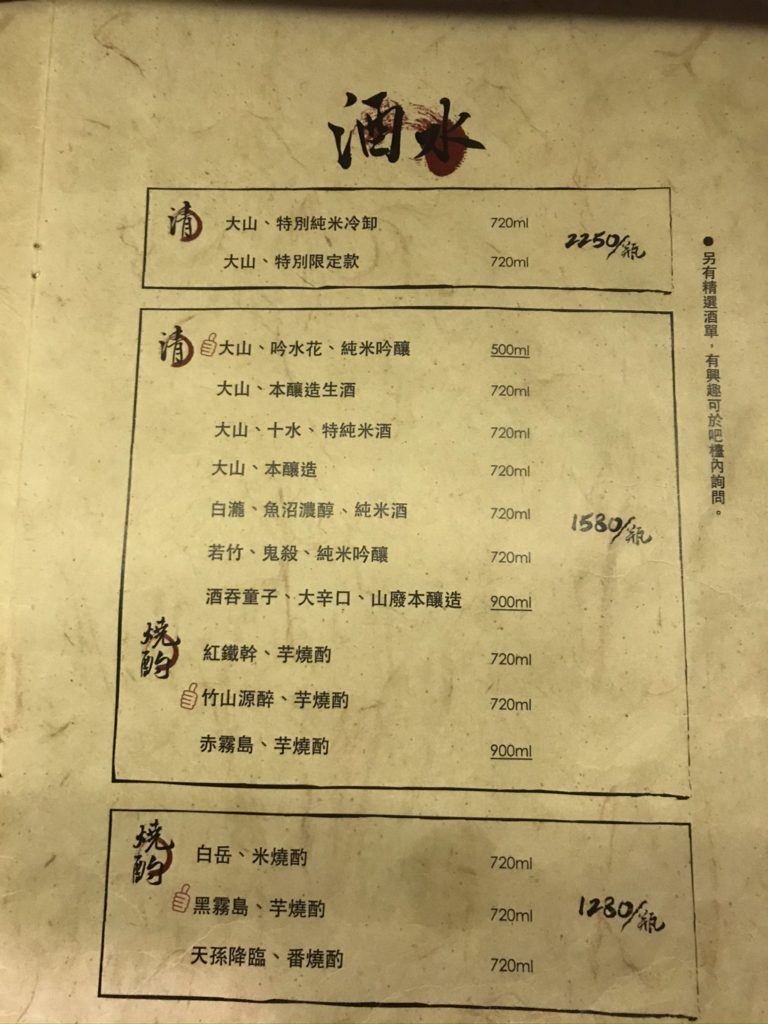 酒水
清
大山、特別純米冷卸 720ml
大山、特別限定款 720ml
2250/瓶
清
大山、吟水花、純米吟釀 500ml
大山、本釀造生酒 720ml
大山、十水、特純米酒 720ml
大山、本釀造 720ml
白瀧、魚沼濃醇、純米酒 720ml
若竹、鬼殺、純米吟釀 720ml
酒吞童子、大辛口、山廢本釀造 900ml
1580/瓶
燒酌
紅鐵幹、芋燒酌 720ml
竹山源醉、芋燒酌 720ml
赤霧島、芋燒酌 900ml
燒酌
白岳、米燒酌 720ml
黑霧島、芋燒酌 720ml
天孫降臨、番燒酌 720ml
1280/瓶
●另有精選酒單，有興趣可於吧檯內詢問。